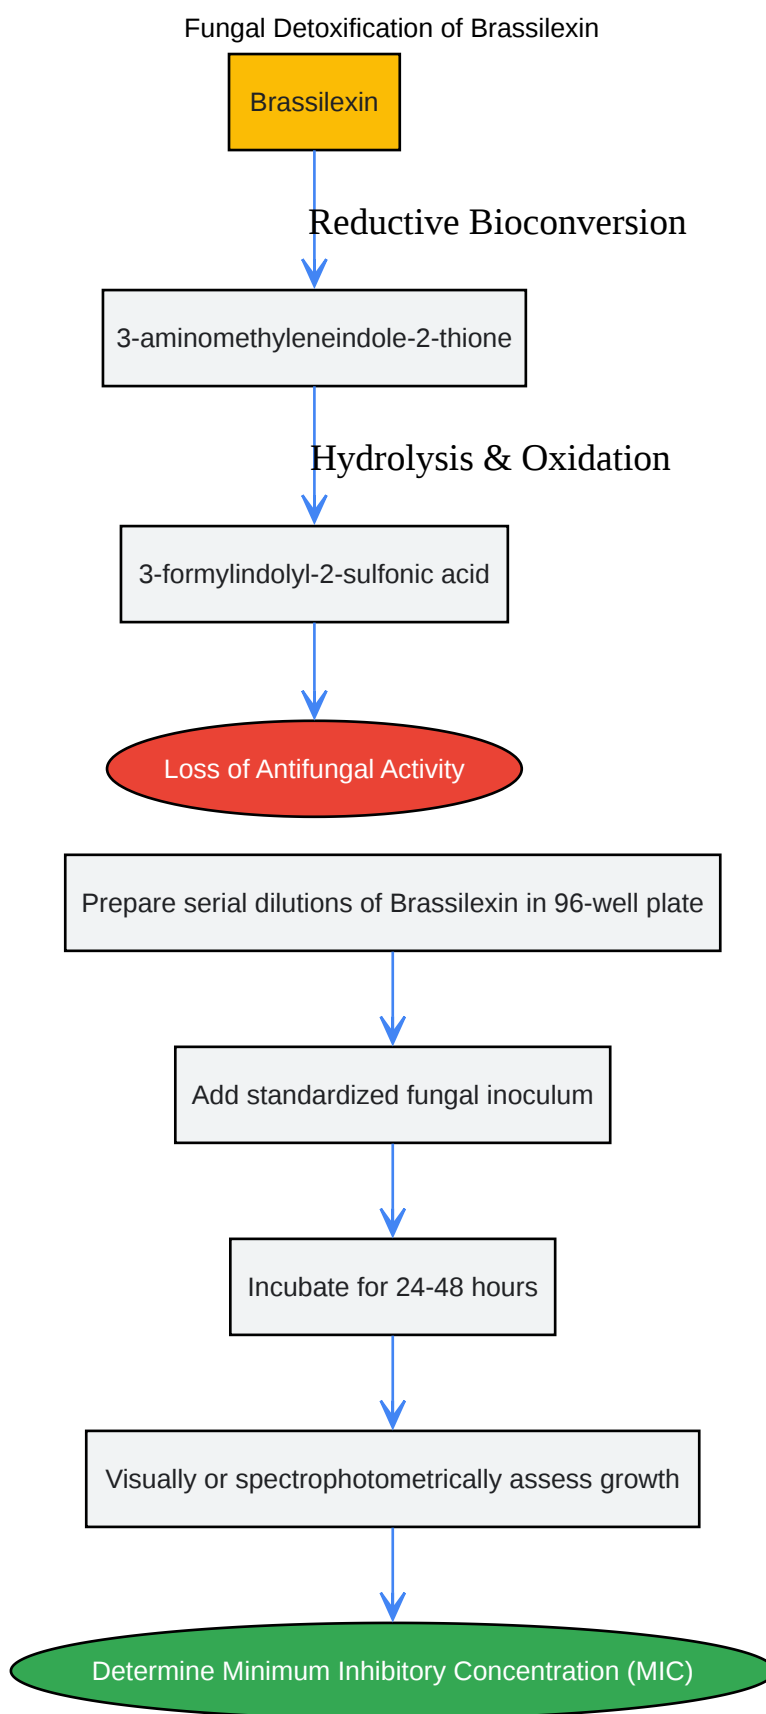 Fungal Detoxification of Brassilexin
Brassilexin
Reductive Bioconversion
3-aminomethyleneindole-2-thione
Hydrolysis & Oxidation
3-formylindolyl-2-sulfonic acid
Loss of Antifungal Activity
Prepare serial dilutions of Brassilexin in 96-well plate
Add standardized fungal inoculum
Incubate for 24-48 hours
Visually or spectrophotometrically assess growth
Determine Minimum Inhibitory Concentration (MIC)